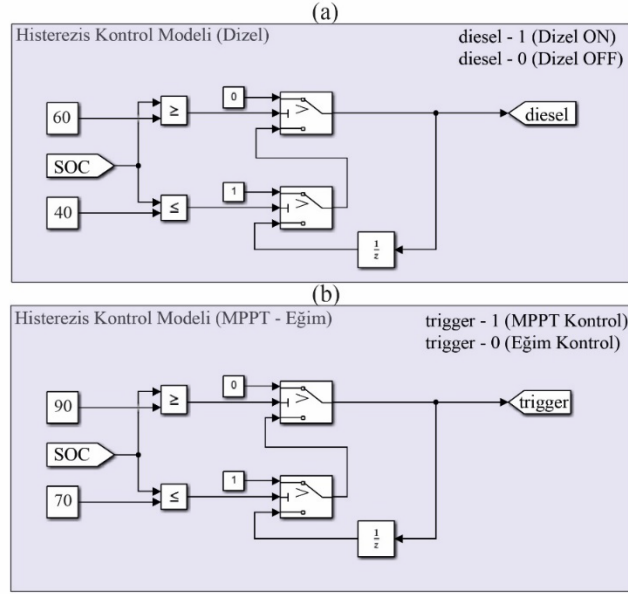 (a)
Histerezis Kontrol Modeli (Dizel)
diesel - 1 (Dizel ON)
diesel - 0 (Dizel OFF)
60
≥
0
>
diesel
SOC
40
≤
1
>
1
z
(b)
Histerezis Kontrol Modeli (MPPT - Eğim)
trigger - 1 (MPPT Kontrol)
trigger - 0 (Eğim Kontrol)
90
≥
0
>
trigger
SOC
70
≤
1
>
1
z